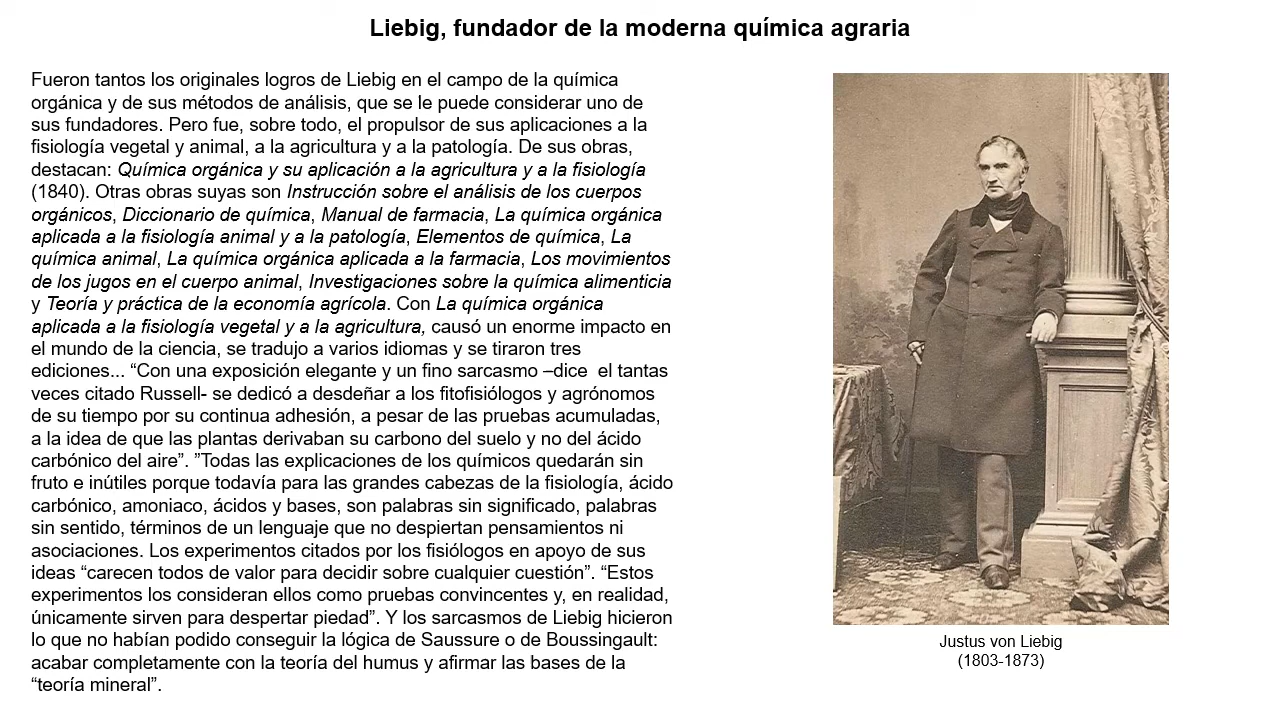 Liebig, fundador de la moderna química agraria
Fueron tantos los originales logros de Liebig en el campo de la química
orgánica y de sus métodos de análisis, que se le puede considerar uno de
sus fundadores. Pero fue, sobre todo, el propulsor de sus aplicaciones a la
fisiología vegetal y animal, a la agricultura y a la patología. De sus obras,
destacan: Química orgánica y su aplicación a la agricultura y a la fisiología
(1840). Otras obras suyas son Instrucción sobre el análisis de los cuerpos
orgánicos, Diccionario de química, Manual de farmacia, La química orgánica
aplicada a la fisiología animal y a la patología, Elementos de química, La
química animal, La química orgánica aplicada a la farmacia, Los movimientos
de los jugos en el cuerpo animal, Investigaciones sobre la química alimenticia
y Teoría y práctica de la economía agrícola. Con La química orgánica
aplicada a la fisiología vegetal y a la agricultura, causó un enorme impacto en
el mundo de la ciencia, se tradujo a varios idiomas y se tiraron tres
ediciones... “Con una exposición elegante y un fino sarcasmo –dice  el tantas
veces citado Russell- se dedicó a desdeñar a los fitofisiólogos y agrónomos
de su tiempo por su continua adhesión, a pesar de las pruebas acumuladas,
a la idea de que las plantas derivaban su carbono del suelo y no del ácido
carbónico del aire”. ”Todas las explicaciones de los químicos quedarán sin
fruto e inútiles porque todavía para las grandes cabezas de la fisiología, ácido
carbónico, amoniaco, ácidos y bases, son palabras sin significado, palabras
sin sentido, términos de un lenguaje que no despiertan pensamientos ni
asociaciones. Los experimentos citados por los fisiólogos en apoyo de sus
ideas “carecen todos de valor para decidir sobre cualquier cuestión”. “Estos
experimentos los consideran ellos como pruebas convincentes y, en realidad,
únicamente sirven para despertar piedad”. Y los sarcasmos de Liebig hicieron
lo que no habían podido conseguir la lógica de Saussure o de Boussingault:
acabar completamente con la teoría del humus y afirmar las bases de la
“teoría mineral”.
Justus von Liebig
(1803-1873)